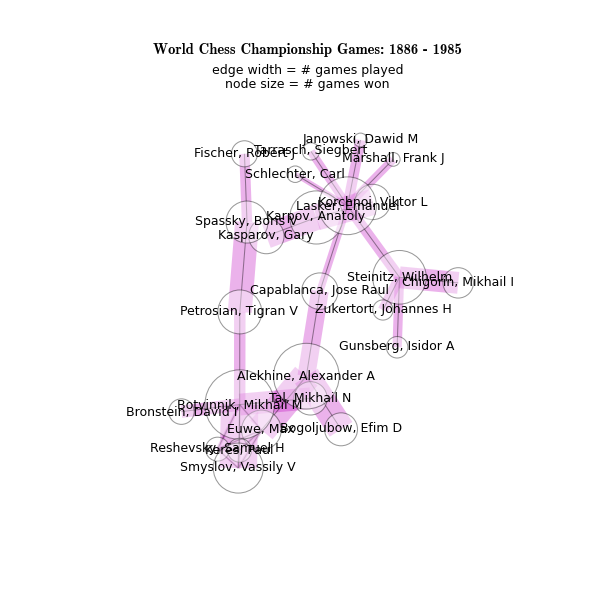 World Chess Championship Games: 1886 - 1985
edge width = # games played
node size = # games won
Janowski, Dawid M
Fischer, Robert J
Tarrasch, Siegbert
Marshall, Frank J
Schlechter, Carl
Korchnoi, Viktor L
Lasker, Emanuel
Karpov, Anatoly
Spassky, Boris V
Kasparov, Gary
Steinitz, Wilhelm
Chigorin, Mikhail I
Capablanca, Jose Raul
Petrosian, Tigran V
Zukertort, Johannes H
Gunsberg, Isidor A
Alekhine, Alexander A
Tal, Mikhail N
Botvinnik, Mikhail M
Bronstein, David I
Euwe, Max
Bogoljubow, Efim D
Reshevsky, Samuel H
Keres, Paul
Smyslov, Vassily V